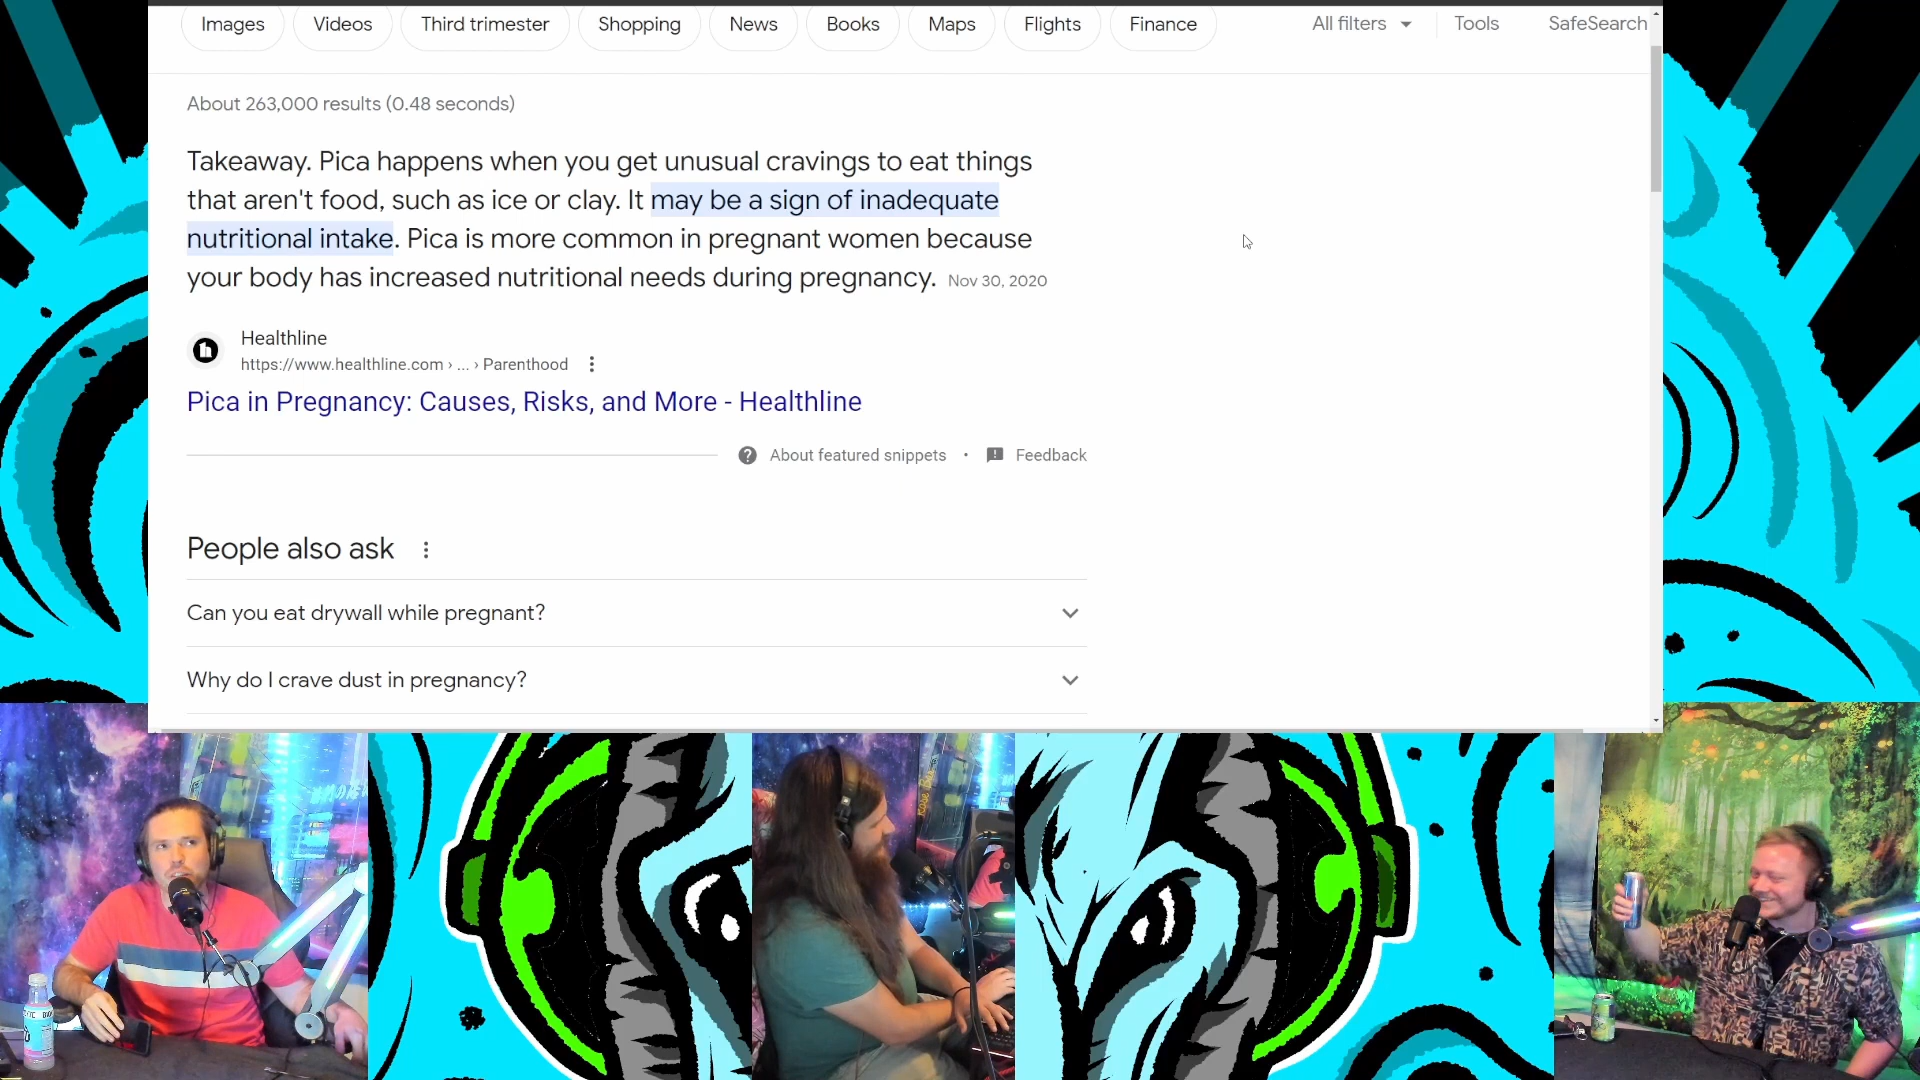 Images Videos Third trimester Shopping News Books Maps Flights Finance All filters Tools SafeSearch
About 263,000 results (0.48 seconds)
Takeaway. Pica happens when you get unusual cravings to eat things
that aren't food, such as ice or clay. It may be a sign of inadequate
nutritional intake. Pica is more common in pregnant women because
your body has increased nutritional needs during pregnancy. Nov 30, 2020
Healthline
https://www.healthline.com › ... › Parenthood
Pica in Pregnancy: Causes, Risks, and More - Healthline
About featured snippets • Feedback
People also ask
Can you eat drywall while pregnant?
Why do I crave dust in pregnancy?